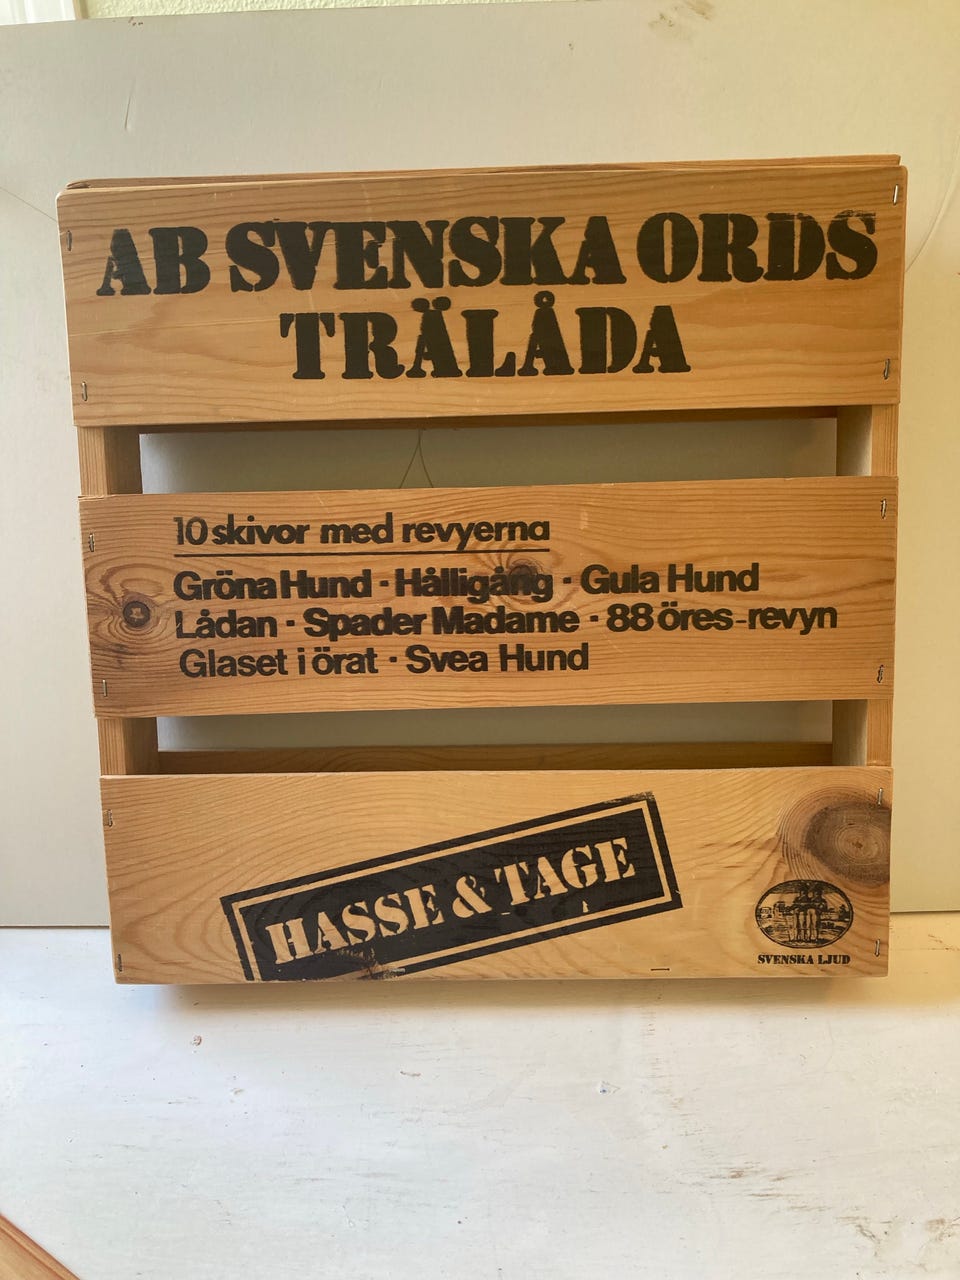 AB SVENSKA ORDS
TRÄLÅDA
10 skivor med revyerna
Gröna Hund · Hålligång · Gula Hund
Lådan · Spader Madame · 88 öres-revyn
Glaset i örat · Svea Hund
HASSE & TAGE
SVENSKA LJUD